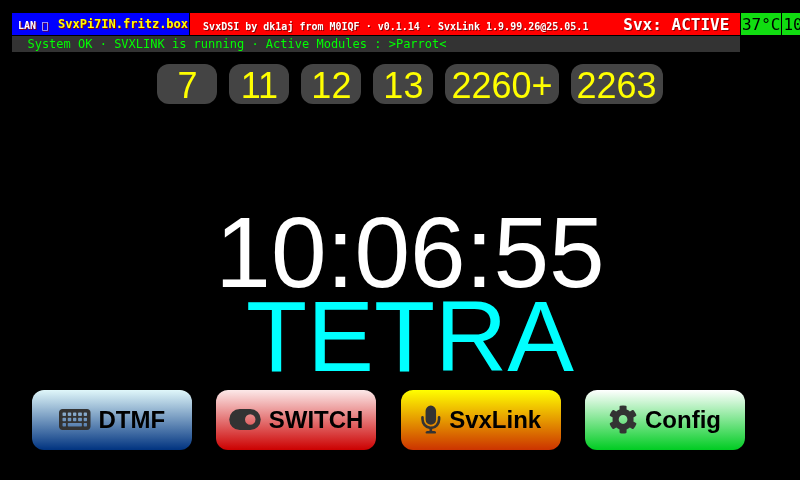 LAN SvxPi7IN.fritz.box SvxDSI by dk1aj from M0IQF · v0.1.14 · SvxLink 1.9.99.26@25.05.1 Svx: ACTIVE 37°C 10
System OK · SVXLINK is running · Active Modules : >Parrot<
7 11 12 13 2260+ 2263
10:06:55
TETRA
DTMF SWITCH SvxLink Config